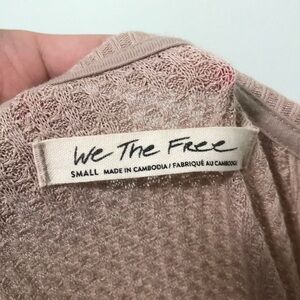 We The Free
SMALL MADE IN CAMBODIA / FABRIQUÉ AU CAMBODGE